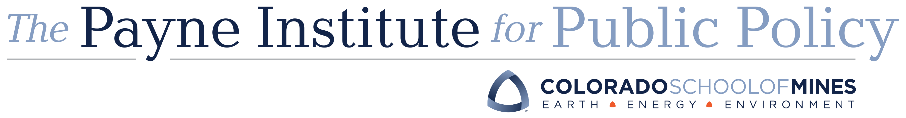 The Payne Institute for Public Policy
COLORADOSCHOOLOFMINES
EARTH • ENERGY • ENVIRONMENT